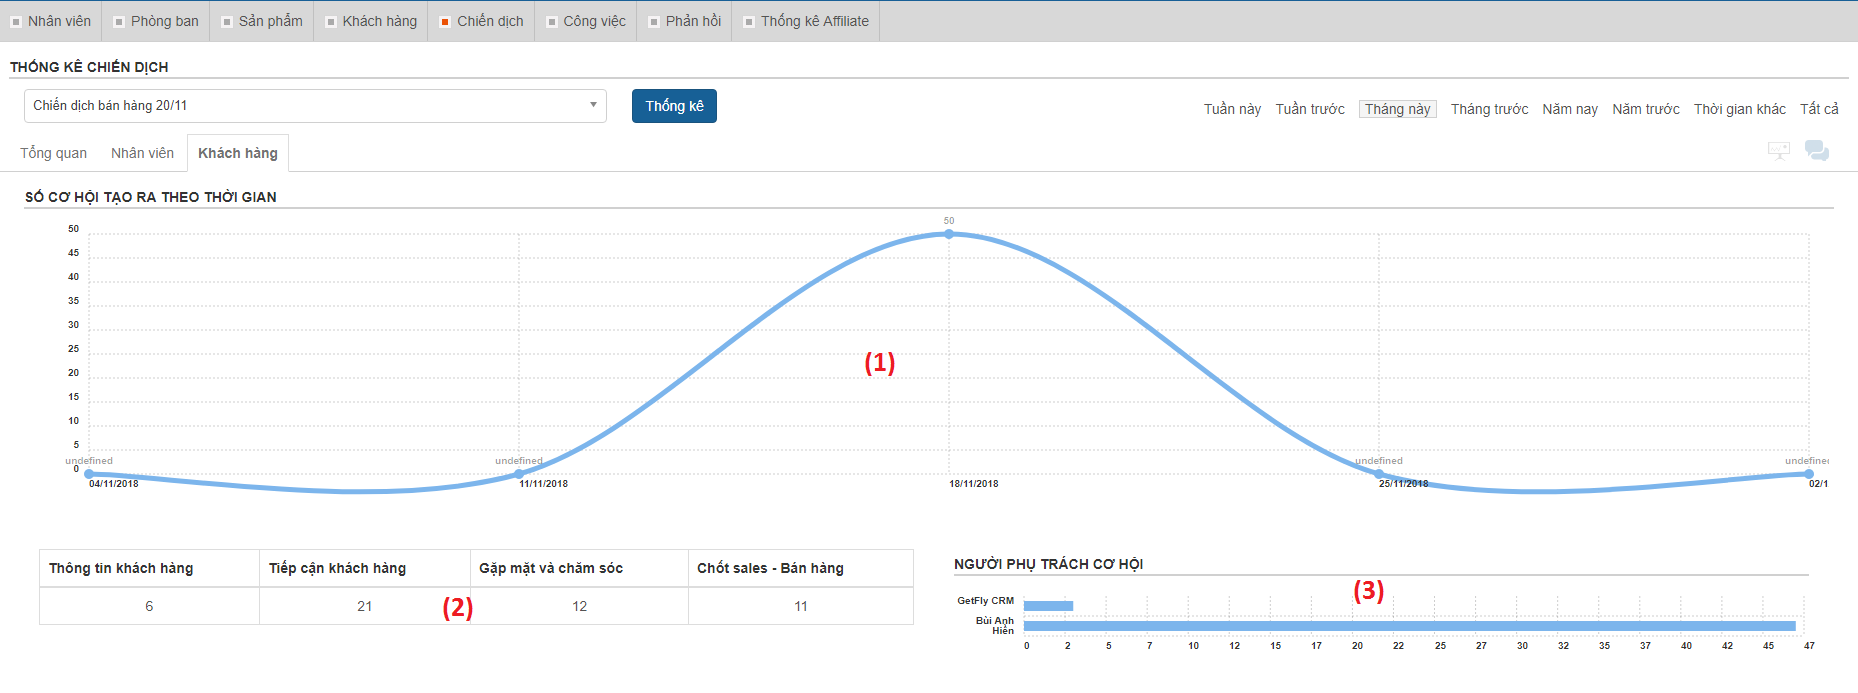 Nhân viên Phòng ban Sản phẩm Khách hàng Chiến dịch Công việc Phản hồi Thống kê Affiliate
THỐNG KÊ CHIẾN DỊCH
Chiến dịch bán hàng 20/11 Thống kê Tuần này Tuần trước Tháng này Tháng trước Năm nay Năm trước Thời gian khác Tất cả
Tổng quan Nhân viên Khách hàng
SỐ CƠ HỘI TẠO RA THEO THỜI GIAN
50
50
45
40
35
30
25
20
15
10
5
0
(1)
undefined undefined undefined undefined
04/11/2018 11/11/2018 18/11/2018 25/11/2018 02/1
Thông tin khách hàng Tiếp cận khách hàng Gặp mặt và chăm sóc Chốt sales - Bán hàng
6 21 (2) 12 11
NGƯỜI PHỤ TRÁCH CƠ HỘI
(3)
GetFly CRM
Bùi Anh
Hiền
0 2 5 7 10 12 15 17 20 22 25 27 30 32 35 37 40 42 45 47